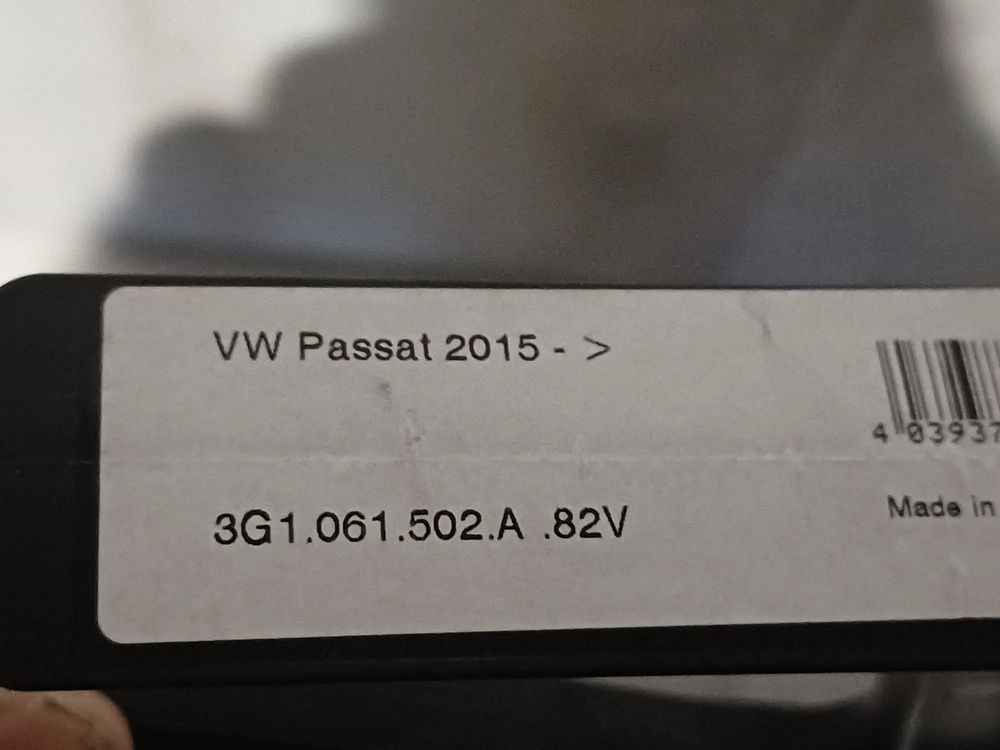 VW Passat 2015 - >
4 03937
3G1.061.502.A .82V
Made in